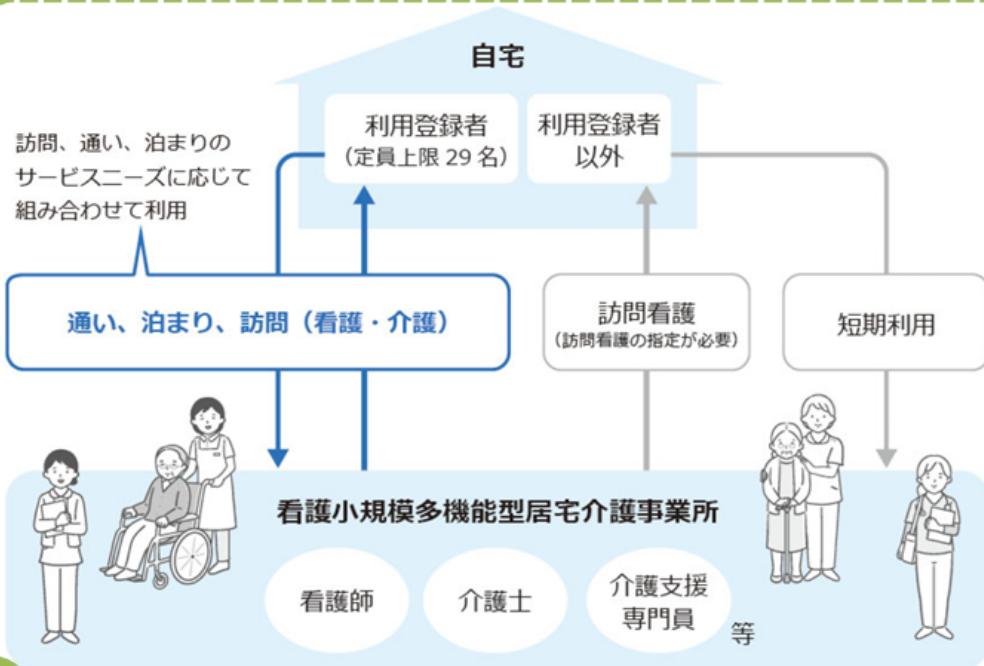 自宅
利用登録者
（定員上限 29 名）
利用登録者
以外
訪問、通い、泊まりの
サービスニーズに応じて
組み合わせて利用
通い、泊まり、訪問（看護・介護）
訪問看護
（訪問看護の指定が必要）
短期利用
看護小規模多機能型居宅介護事業所
看護師
介護士
介護支援
専門員
等